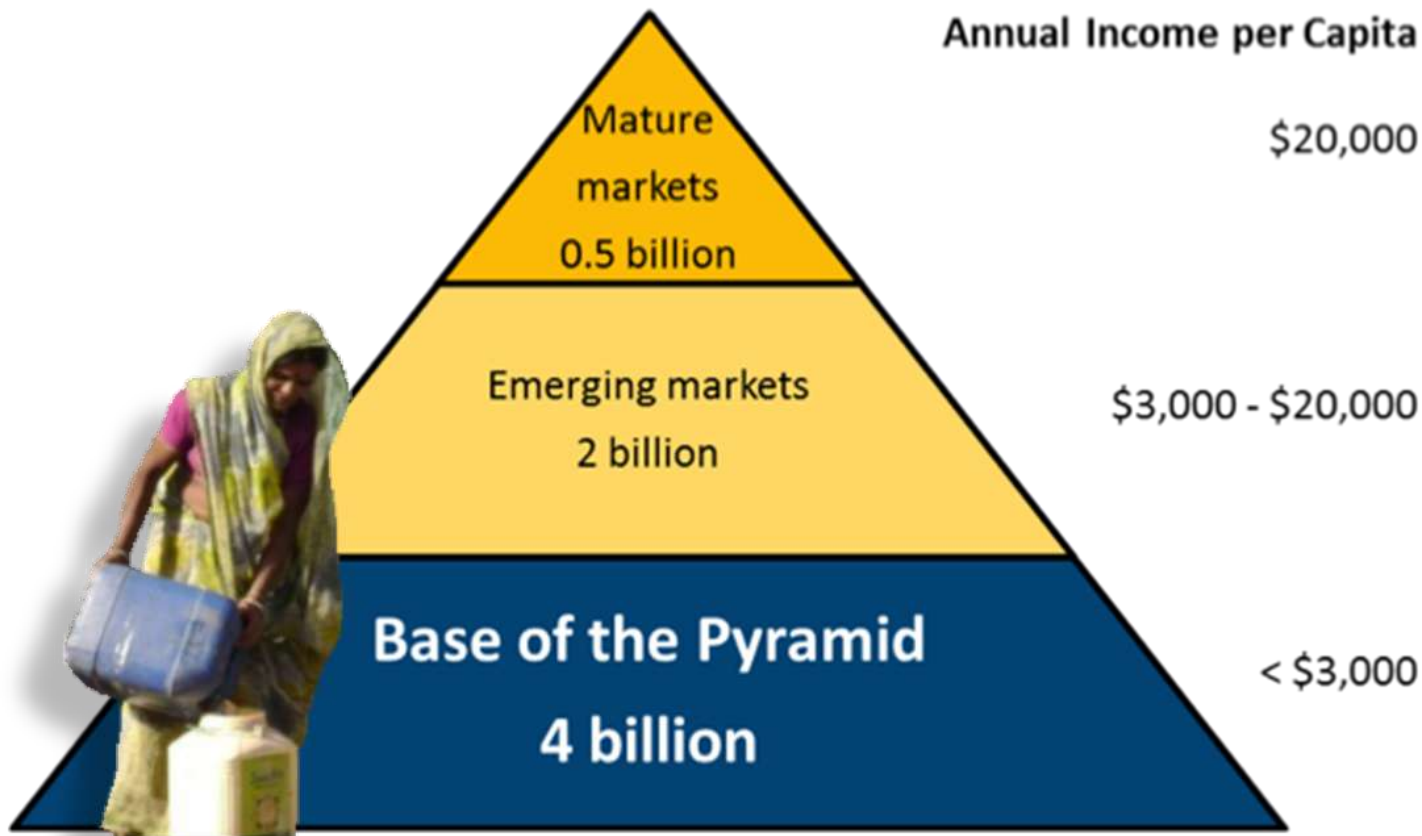 Annual Income per Capita
Mature
markets
0.5 billion
$20,000
Emerging markets
2 billion
$3,000 - $20,000
Base of the Pyramid
4 billion
< $3,000